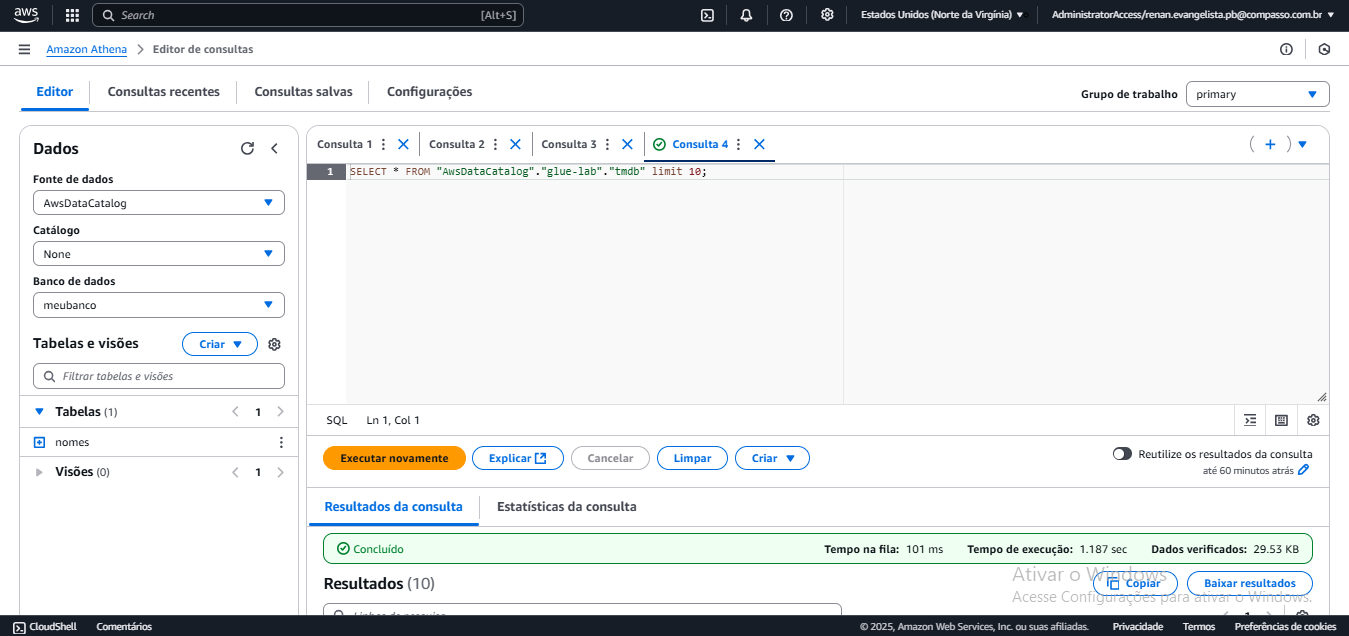 aws
Search [Alt+S]
Estados Unidos (Norte da Virgínia)
AdministratorAccess/renan.evangelista.pb@compasso.com.br
Amazon Athena > Editor de consultas
Editor
Consultas recentes
Consultas salvas
Configurações
Grupo de trabalho
primary
Dados
Fonte de dados
AwsDataCatalog
Catálogo
None
Banco de dados
meubanco
Tabelas e visões
Criar
Filtrar tabelas e visões
Tabelas (1)
1
nomes
Visões (0)
1
Consulta 1
Consulta 2
Consulta 3
Consulta 4
1 SELECT * FROM "AwsDataCatalog"."glue-lab"."tmdb" limit 10;
SQL Ln 1, Col 1
Executar novamente
Explicar
Cancelar
Limpar
Criar
Reutilize os resultados da consulta
até 60 minutos atrás
Resultados da consulta
Estatísticas da consulta
Concluído
Tempo na fila: 101 ms
Tempo de execução: 1.187 sec
Dados verificados: 29.53 KB
Resultados (10)
Copiar
Baixar resultados
Ativar o Windows
Acesse Configurações para ativar o Windows.
CloudShell
Comentários
© 2025, Amazon Web Services, Inc. ou suas afiliadas.
Privacidade
Termos
Preferências de cookies